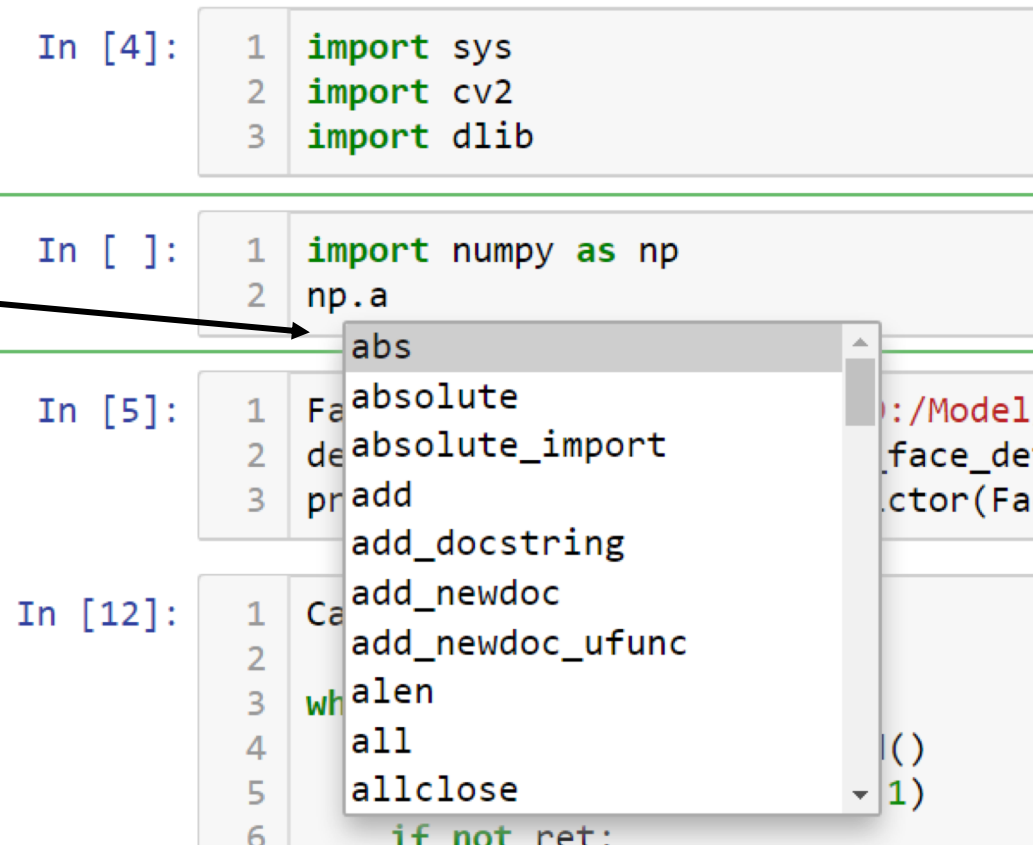 In [4]:
1 import sys
2 import cv2
3 import dlib
In [ ]:
1 import numpy as np
2 np.a
abs
absolute
absolute_import
add
add_docstring
add_newdoc
add_newdoc_ufunc
alen
all
allclose
In [5]:
1 Fa :/Model
2 de _face_de
3 pr ctor(Fa
In [12]:
1 Ca
2
3 wh
4 ()
5 1)
6 if not ret: